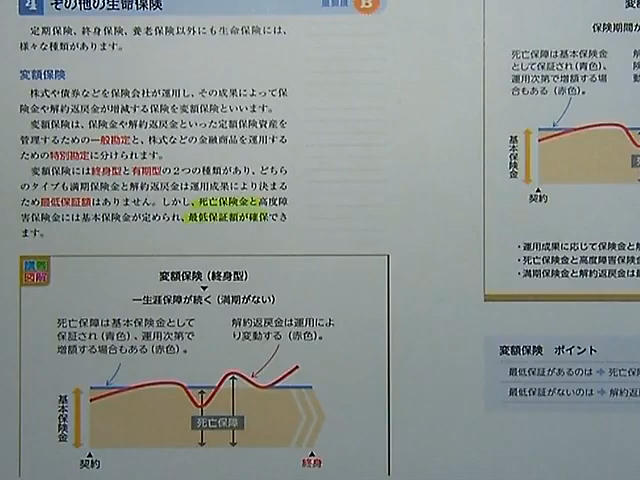 4 その他の生命保険
B
定期保険、終身保険、養老保険以外にも生命保険には、
様々な種類があります。
変額保険
株式や債券などを保険会社が運用し、その成果によって保
険金や解約返戻金が増減する保険を変額保険といいます。
変額保険は、保険金や解約返戻金といった定額保険資産を
管理するための一般勘定と、株式などの金融商品を運用する
ための特別勘定に分けられます。
変額保険には終身型と有期型の2つの種類があり、どちら
のタイプも満期保険金と解約返戻金は運用成果により決まる
ため最低保証額はありません。しかし、死亡保険金と高度障
害保険金には基本保険金が定められ、最低保証額が確保でき
ます。
図解
変額保険(終身型)
一生涯保障が続く(満期がない)
死亡保障は基本保険金として
保証され(青色)、運用次第で
増額する場合もある(赤色)。
解約返戻金は運用によ
り変動する(赤色)。
基本保険金
死亡保障
契約
終身
保険期間が
死亡保障は基本保険金
として保証され(青色)、
運用次第で増額する場
合もある(赤色)。
基本保険金
契約
・運用成果に応じて保険金と
・死亡保険金と高度障害保険金
・満期保険金と解約返戻金は
変額保険 ポイント
最低保証があるのは ➡ 死亡保
最低保証がないのは ➡ 解約返